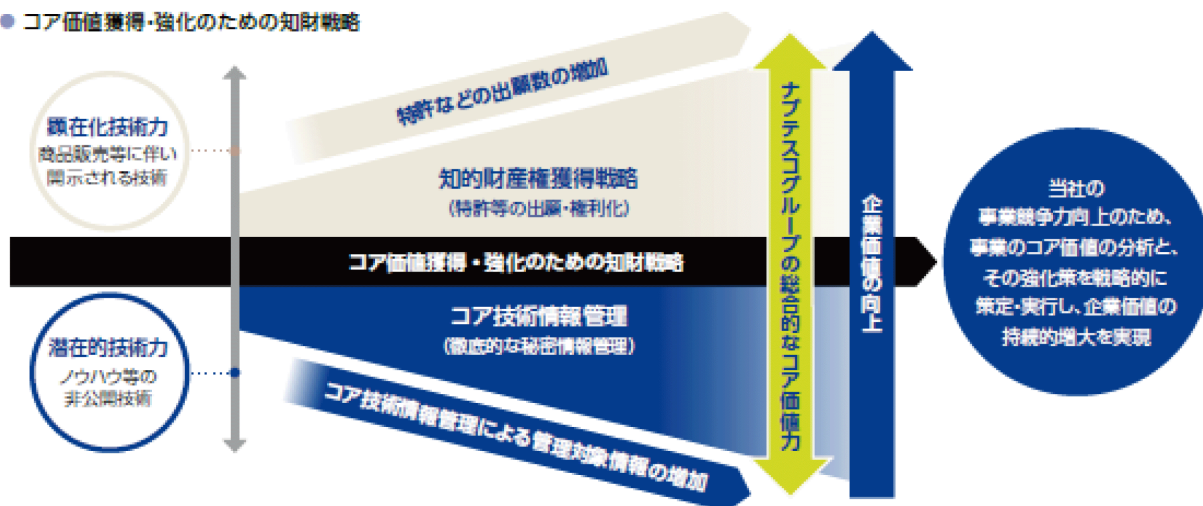 コア価値獲得・強化のための知財戦略
特許などの出願数の増加
顕在化技術力
商品販売等に伴い
開示される技術
知的財産権獲得戦略
(特許等の出願・権利化)
コア価値獲得・強化のための知財戦略
コア技術情報管理
(徹底的な秘密情報管理)
潜在的技術力
ノウハウ等の
非公開技術
コア技術情報管理による管理対象情報の増加
ナブテスコグループの総合的なコア価値力
企業価値の向上
当社の
事業競争力向上のため、
事業のコア価値の分析と、
その強化策を戦略的に
策定・実行し、企業価値の
持続的増大を実現